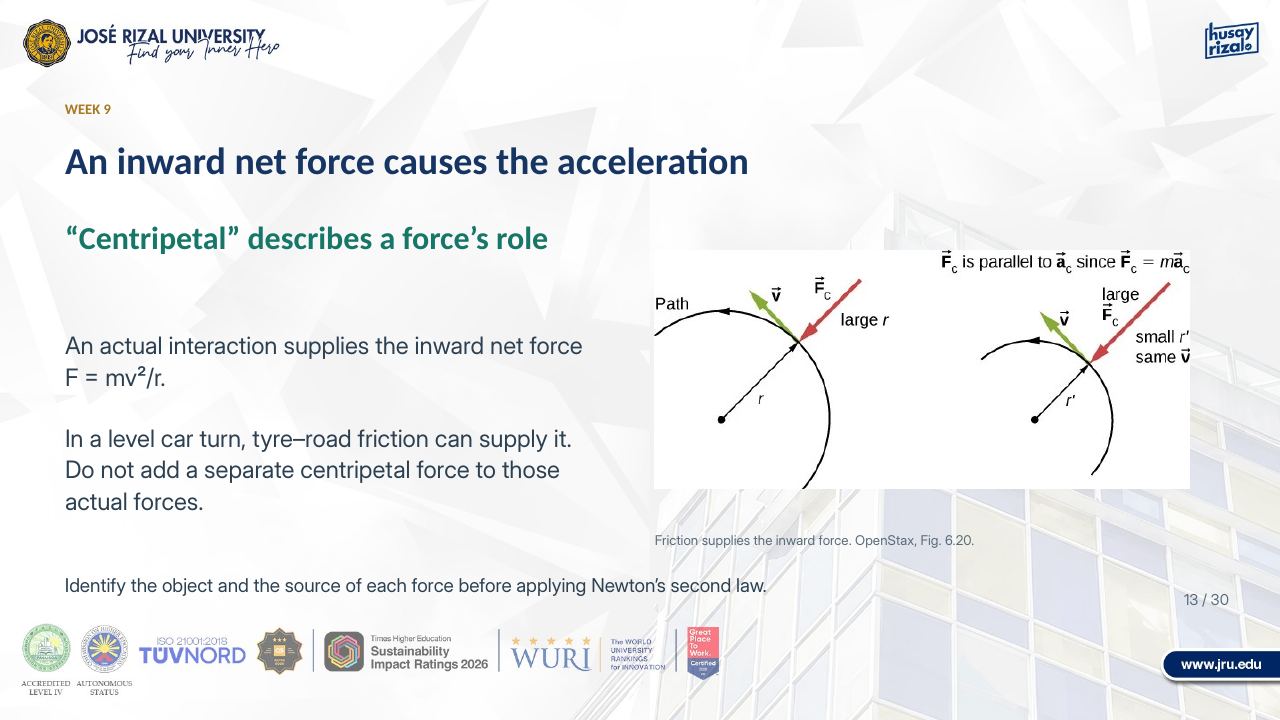 JOSÉ RIZAL UNIVERSITY
Find your Inner Hero
husay
rizal
WEEK 9
An inward net force causes the acceleration
“Centripetal” describes a force’s role
An actual interaction supplies the inward net force
F = mv²/r.
In a level car turn, tyre–road friction can supply it.
Do not add a separate centripetal force to those
actual forces.
F⃗c is parallel to a⃗c since F⃗c = ma⃗c
Path
v⃗
F⃗c
large r
r
v⃗
large
F⃗c
small r'
same v⃗
r'
Friction supplies the inward force. OpenStax, Fig. 6.20.
Identify the object and the source of each force before applying Newton’s second law.
13 / 30
ACCREDITED
LEVEL IV
AUTONOMOUS
STATUS
ISO 21001:2018
TÜVNORD
Times Higher Education
Sustainability
Impact Ratings 2026
WURI
The WORLD
UNIVERSITY
RANKINGS
for INNOVATION
Great
Place
To
Work.
Certified
www.jru.edu